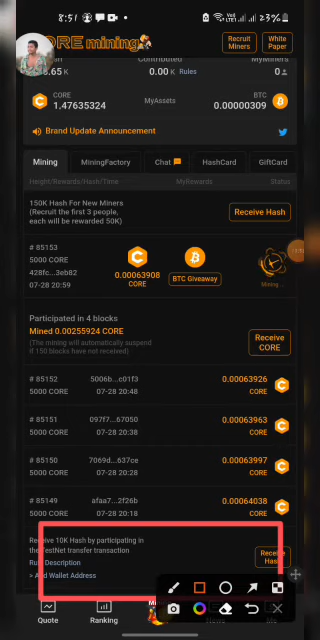 8:51
23%
CORE mining
Recruit Miners
White Paper
Contributed
MyMiners
.65 K
0.00 K Rules
0
CORE
1.47635324
MyAssets
BTC
0.00000309
Brand Update Announcement
Mining
MiningFactory
Chat
HashCard
GiftCard
Height/Rewards/Hash/Time
MyRewards
Status
150K Hash For New Miners
(Recruit the first 3 people,
each will be rewarded 50K)
Receive Hash
# 85153
5000 CORE
428fc...3eb82
07-28 20:59
0.00063908
CORE
BTC Giveaway
Mining ...
Participated in 4 blocks
Mined 0.00255924 CORE
(The mining will automatically suspend
if 150 blocks have not received)
Receive
CORE
# 85152 5006b...c01f3 0.00063926
5000 CORE 07-28 20:48 CORE
# 85151 097f7...67050 0.00063963
5000 CORE 07-28 20:38 CORE
# 85150 7069d...637ce 0.00063997
5000 CORE 07-28 20:28 CORE
# 85149 afaa7...2f26b 0.00064038
5000 CORE 07-28 20:18 CORE
Receive 10K Hash by participating in
the TestNet transfer transaction
Rule Description
> Add Wallet Address
Receive
Hash
Quote
Ranking
News
Me